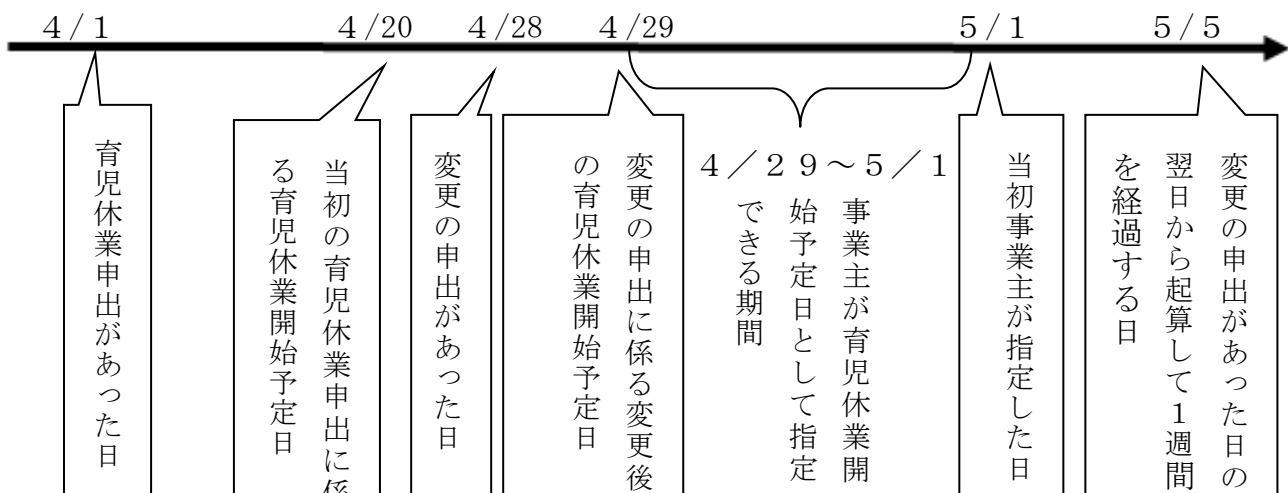 ４/１
４/20
４/28
４/29
５/１
５/５
育児休業申出があった日
当初の育児休業申出に係
る育児休業開始予定日
変更の申出があった日
変更の申出に係る変更後
の育児休業開始予定日
４／２９～５／１
事業主が育児休業開
始予定日として指定
できる期間
当初事業主が指定した日
変更の申出があった日の
翌日から起算して１週間
を経過する日